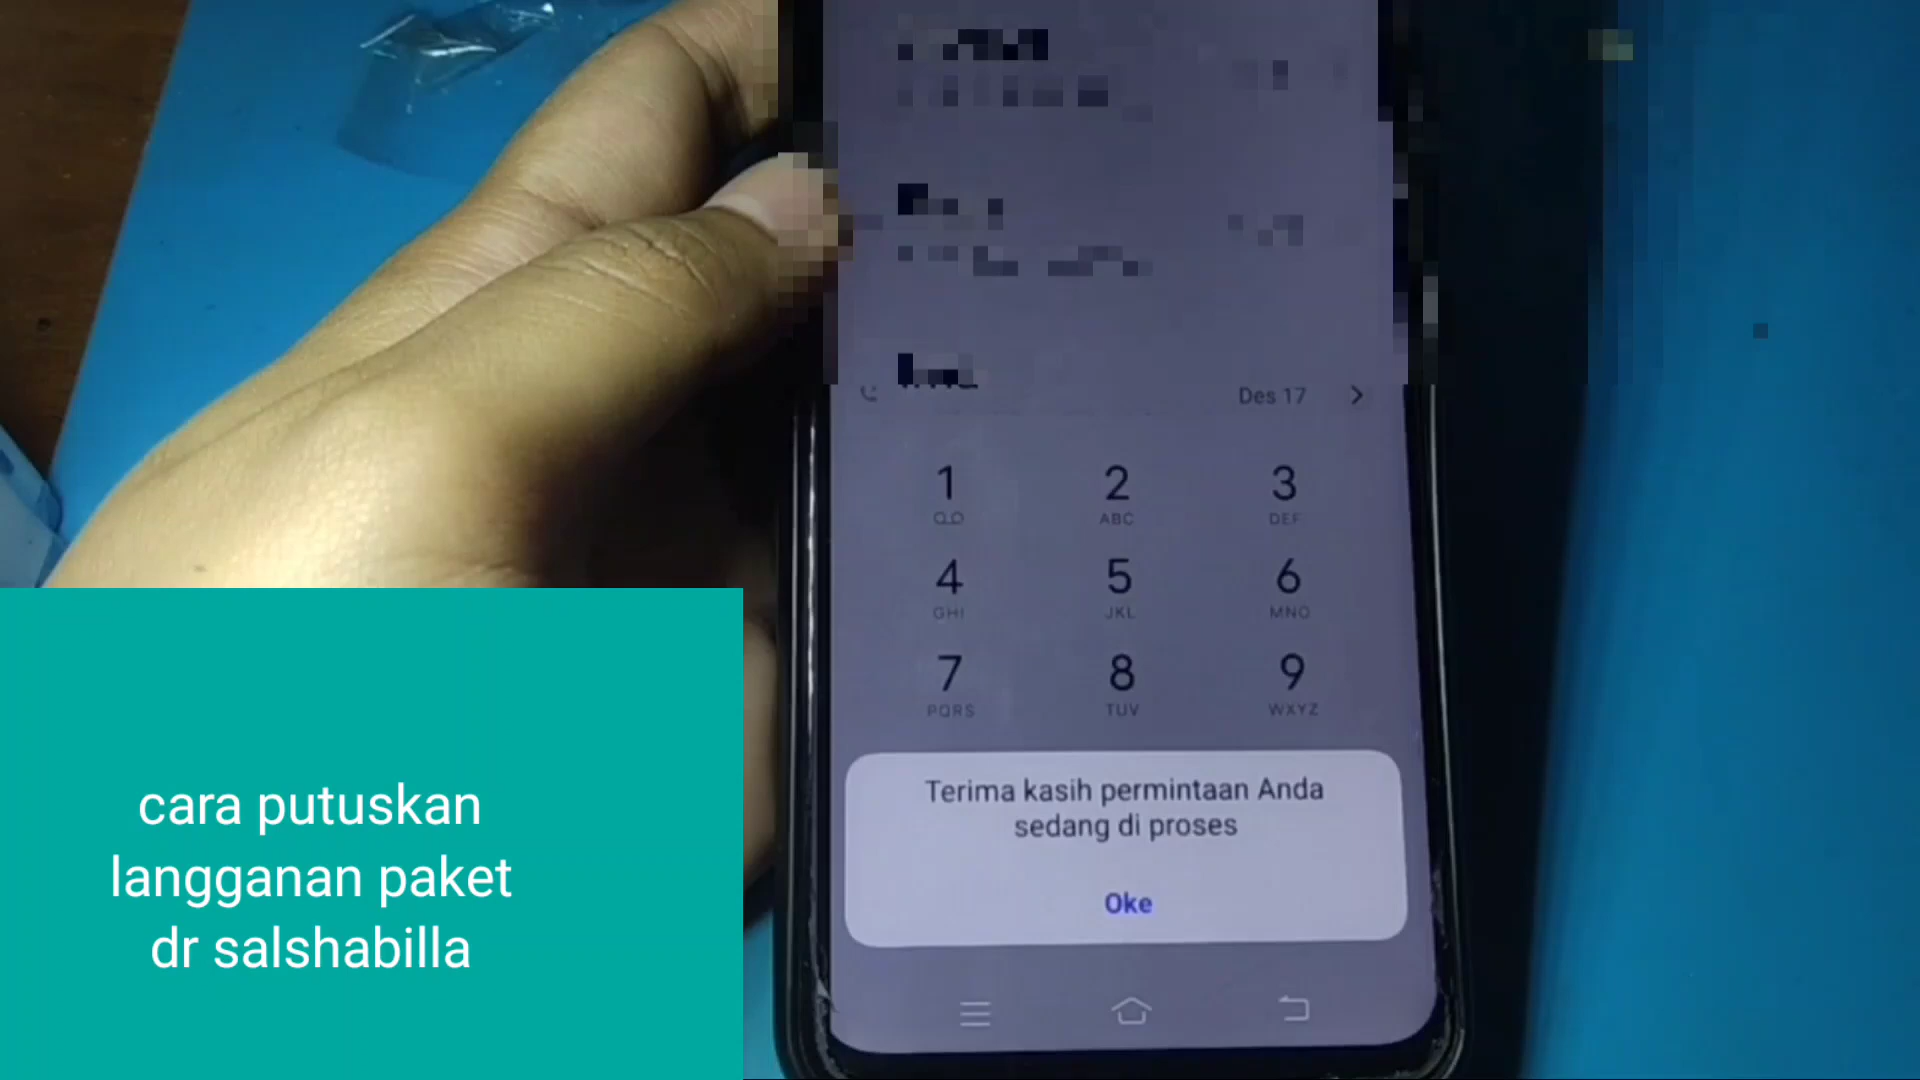 Des 17
1
2
ABC
3
DEF
4
GHI
5
JKL
6
MNO
7
PQRS
8
TUV
9
WXYZ
Terima kasih permintaan Anda
sedang di proses
Oke
cara putuskan
langganan paket
dr salshabilla